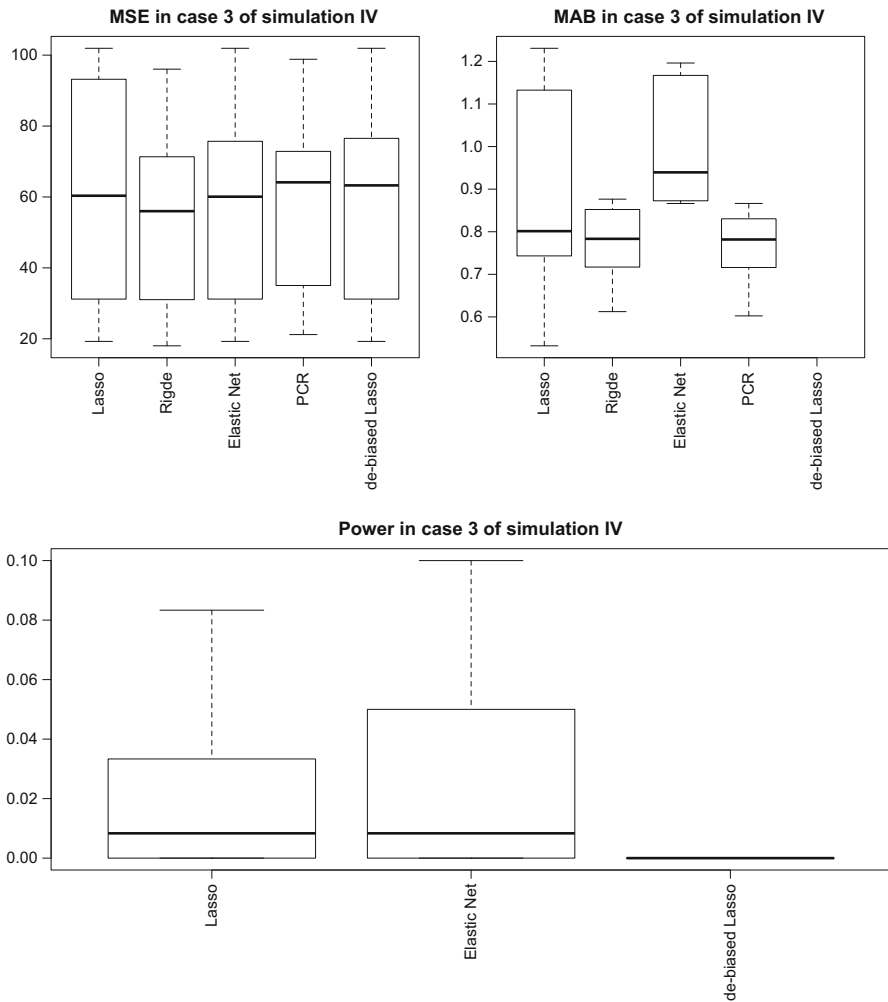 MSE in case 3 of simulation IV
100
80
60
40
20
Lasso
Rigde
Elastic Net
PCR
de-biased Lasso
MAB in case 3 of simulation IV
1.2
1.1
1.0
0.9
0.8
0.7
0.6
Lasso
Rigde
Elastic Net
PCR
de-biased Lasso
Power in case 3 of simulation IV
0.10
0.08
0.06
0.04
0.02
0.00
Lasso
Elastic Net
de-biased Lasso